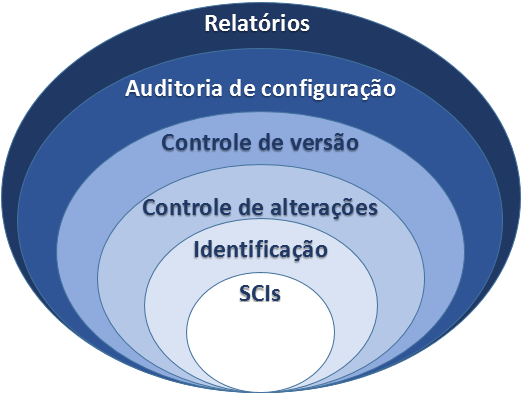 Relatórios
Auditoria de configuração
Controle de versão
Controle de alterações
Identificação
SCIs